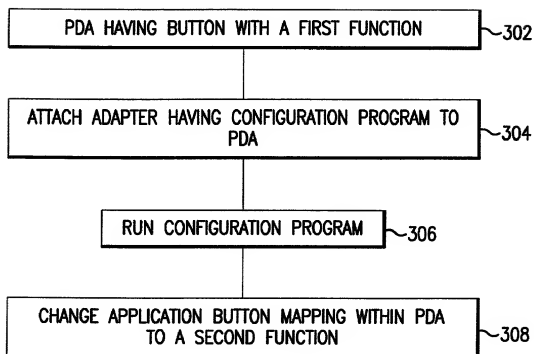 PDA HAVING BUTTON WITH A FIRST FUNCTION
302
ATTACH ADAPTER HAVING CONFIGURATION PROGRAM TO
PDA
304
RUN CONFIGURATION PROGRAM
306
CHANGE APPLICATION BUTTON MAPPING WITHIN PDA
TO A SECOND FUNCTION
308